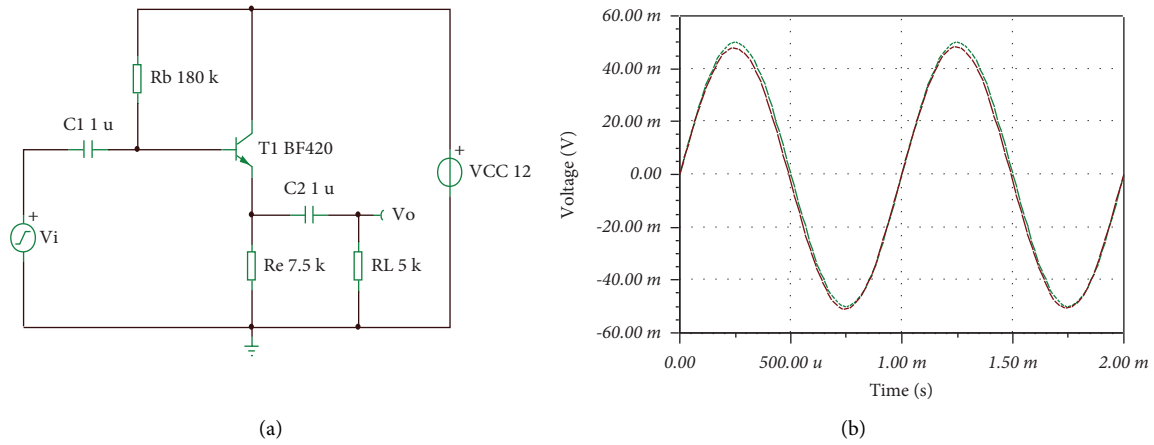 Rb 180 k
C1 1 u
+
T1 BF420
+
VCC 12
C2 1 u
Vo
+
Vi
Re 7.5 k
RL 5 k
(a)
60.00 m
40.00 m
20.00 m
0.00
-20.00 m
-40.00 m
-60.00 m
Voltage (V)
0.00 500.00 u 1.00 m 1.50 m 2.00 m
Time (s)
(b)